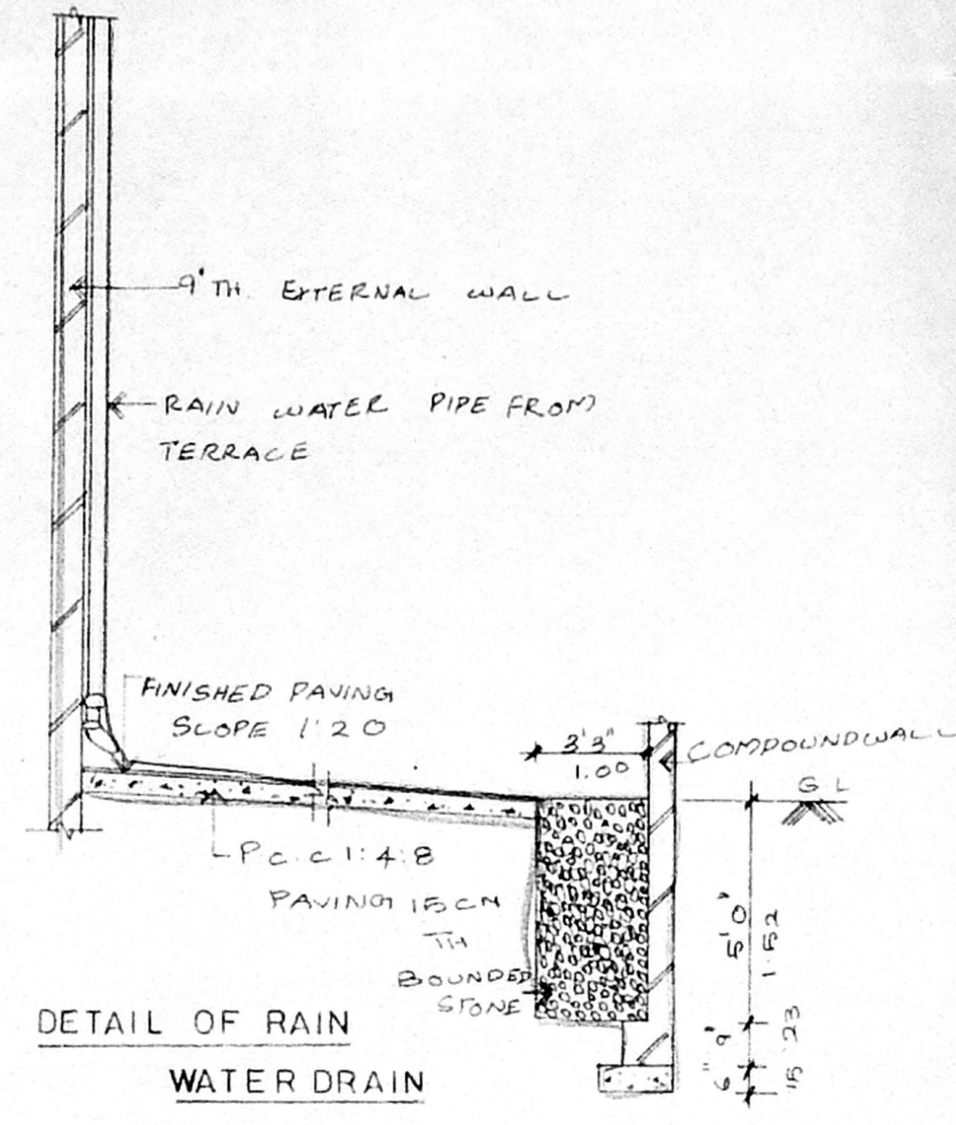 9" TH. EXTERNAL WALL
RAIN WATER PIPE FROM
TERRACE
FINISHED PAVING
SLOPE 1:20
3'3"
1.00
COMPOUNDWALL
G L
P.C.C 1:4:8
PAVING 15CM
TH
BOUNDED
STONE
5'0"
1.52
9"
23
6"
15
DETAIL OF RAIN
WATER DRAIN